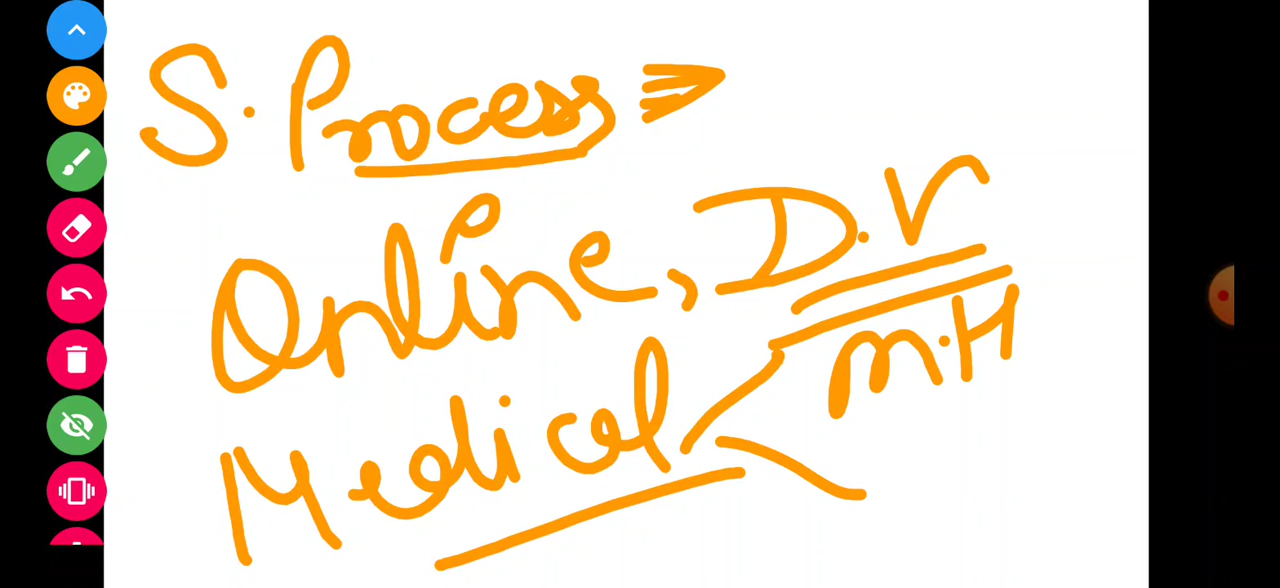 S. Process ⇒
Online, D.V
M.H
Medical